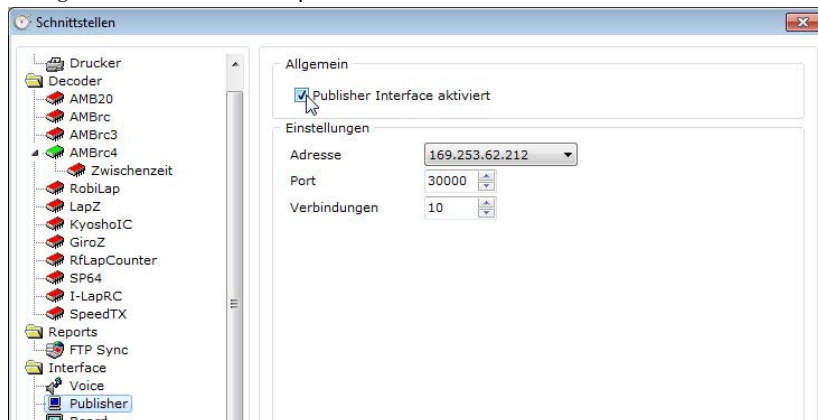 Schnittstellen
Drucker
Decoder
AMB20
AMBrc
AMBrc3
AMBrc4
Zwischenzeit
RobiLap
LapZ
KyoshoIC
GiroZ
RfLapCounter
SP64
I-LapRC
SpeedTX
Reports
FTP Sync
Interface
Voice
Publisher
Allgemein
Publisher Interface aktiviert
Einstellungen
Adresse 169.253.62.212
Port 30000
Verbindungen 10